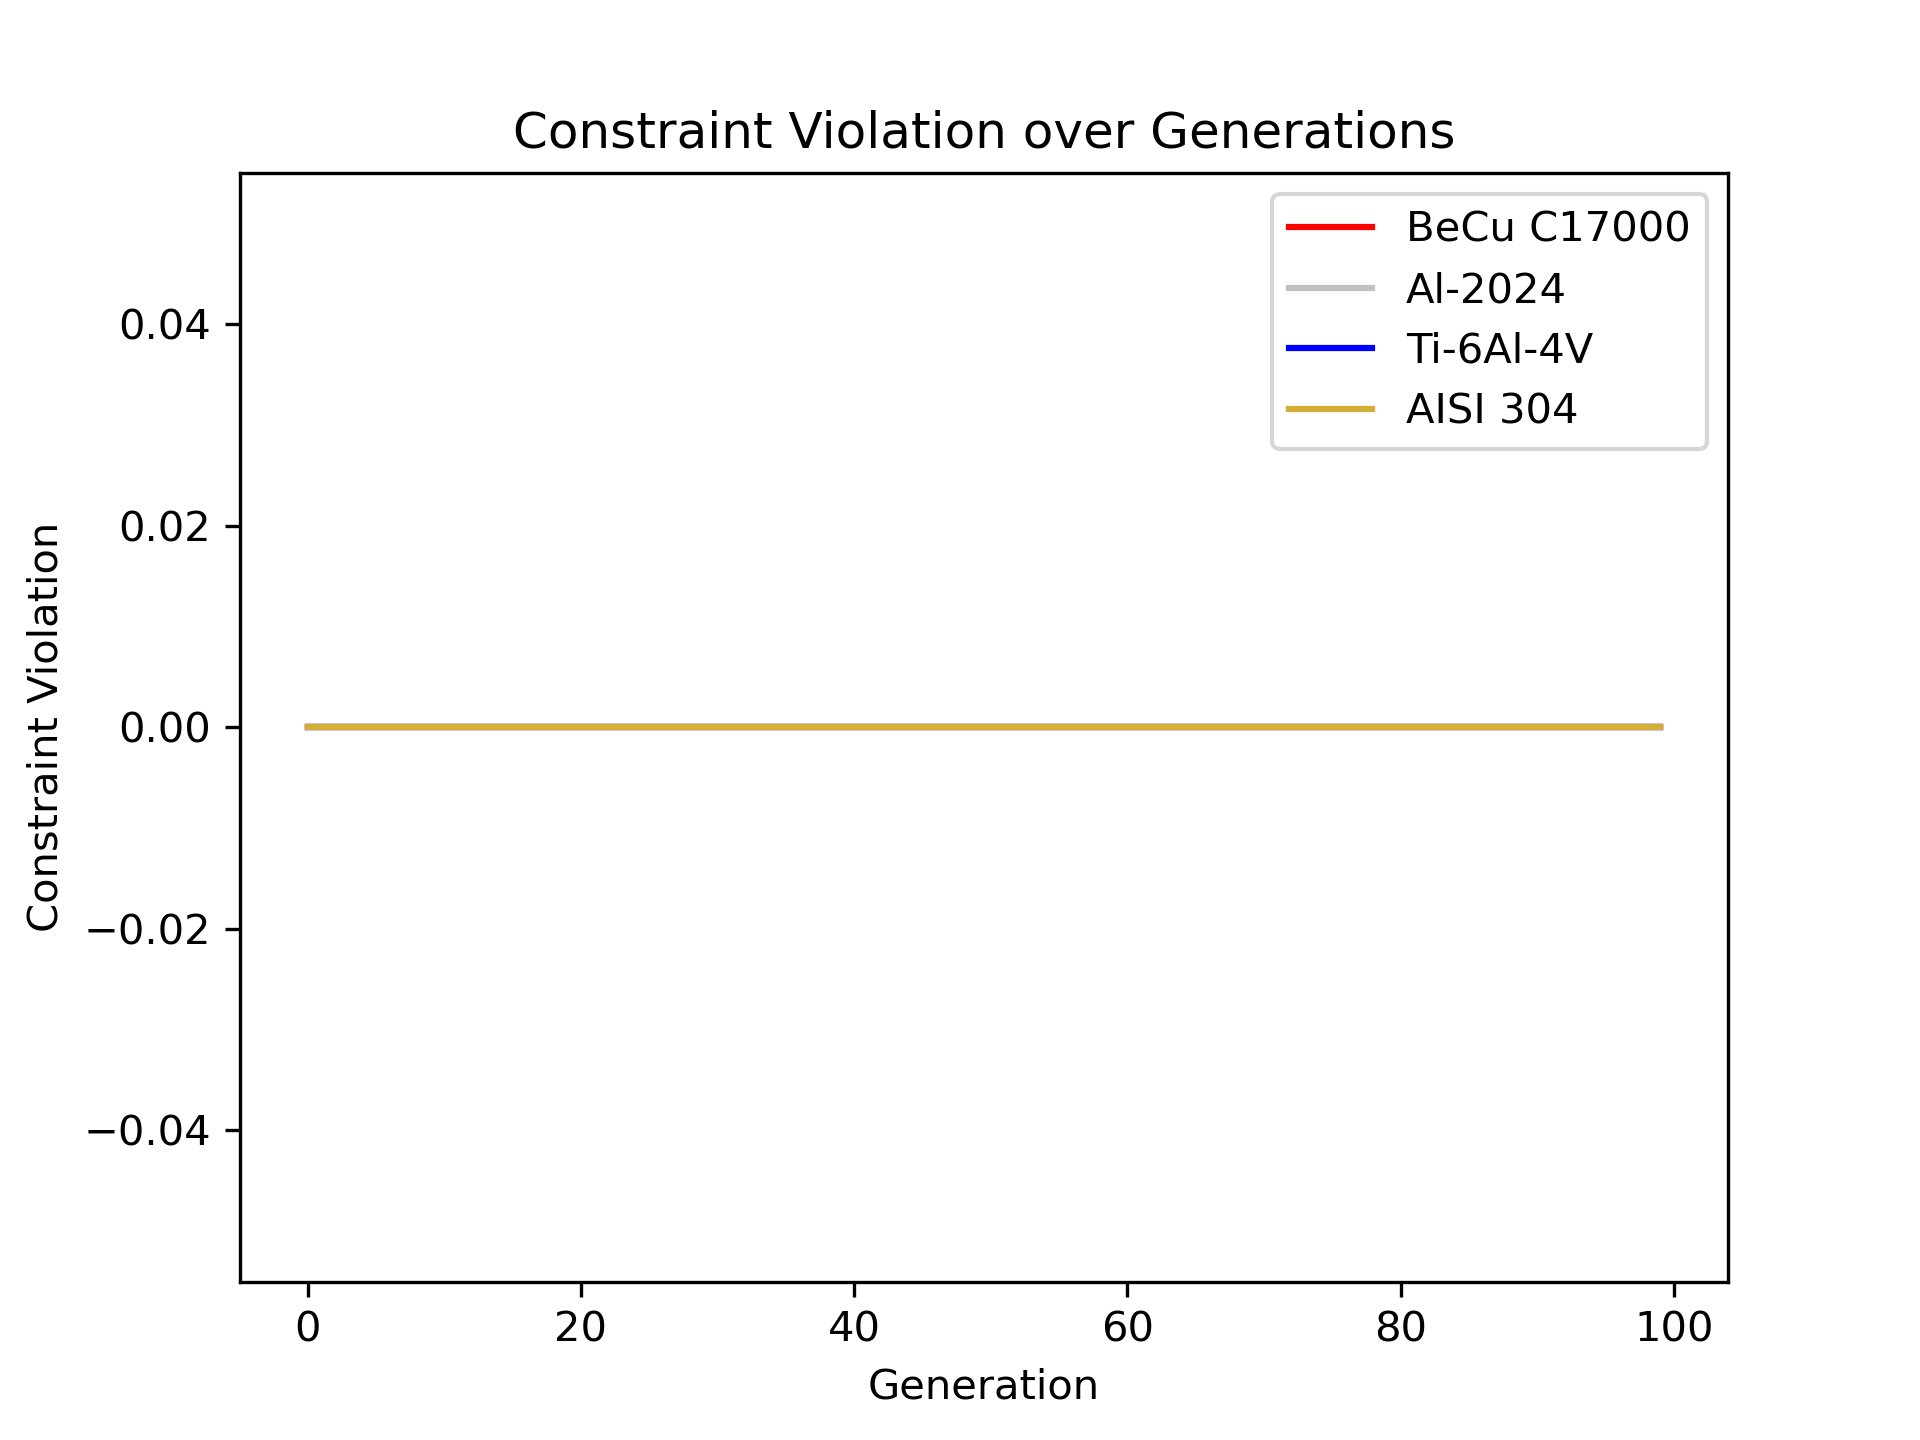 Constraint Violation over Generations
BeCu C17000
Al-2024
Ti-6Al-4V
AISI 304
0.04
0.02
0.00
−0.02
−0.04
Constraint Violation
0 20 40 60 80 100
Generation